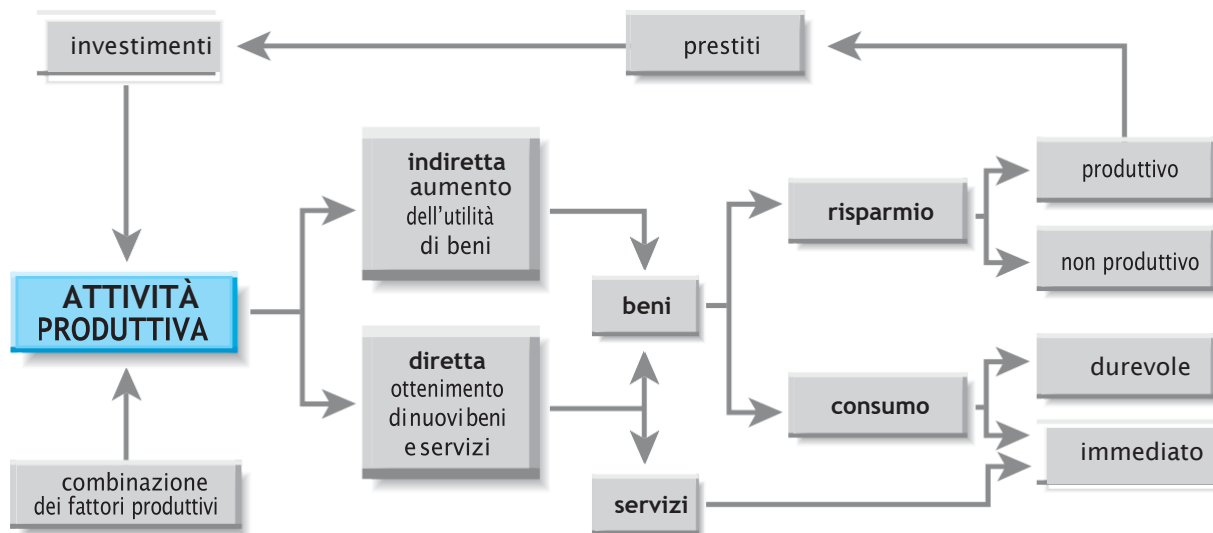 investimenti
prestiti
indiretta
aumento
dell'utilità
di beni
produttivo
risparmio
non produttivo
ATTIVITÀ
PRODUTTIVA
beni
diretta
ottenimento
di nuovi beni
e servizi
durevole
consumo
immediato
combinazione
dei fattori produttivi
servizi